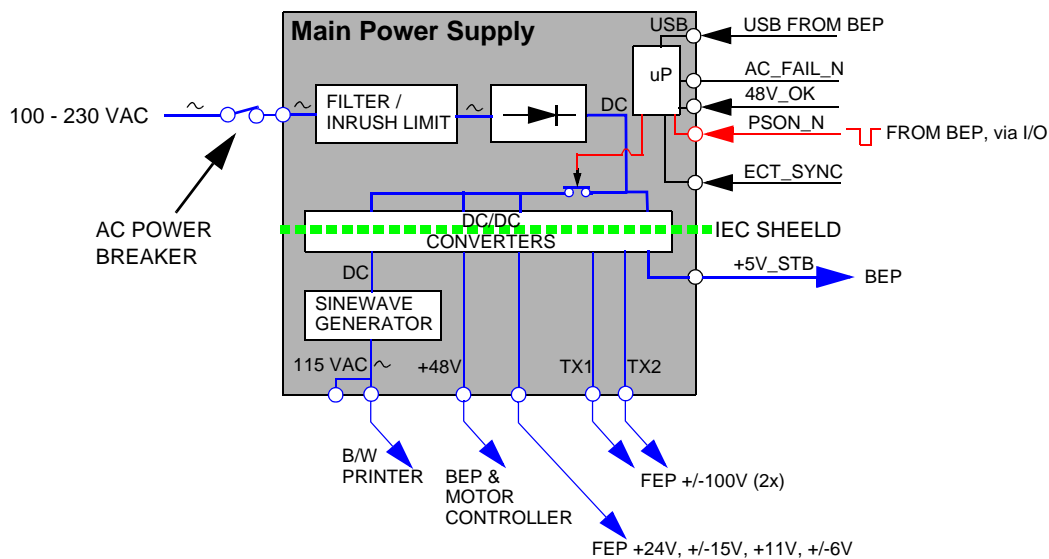 Main Power Supply
USB
USB FROM BEP
uP
AC_FAIL_N
48V_OK
PSON_N
FROM BEP, via I/O
ECT_SYNC
100 - 230 VAC
~
~
FILTER /
INRUSH LIMIT
~
DC
AC POWER
BREAKER
DC/DC
CONVERTERS
IEC SHEELD
+5V_STB
BEP
DC
SINEWAVE
GENERATOR
115 VAC ~
+48V
TX1
TX2
B/W
PRINTER
BEP &
MOTOR
CONTROLLER
FEP +/-100V (2x)
FEP +24V, +/-15V, +11V, +/-6V